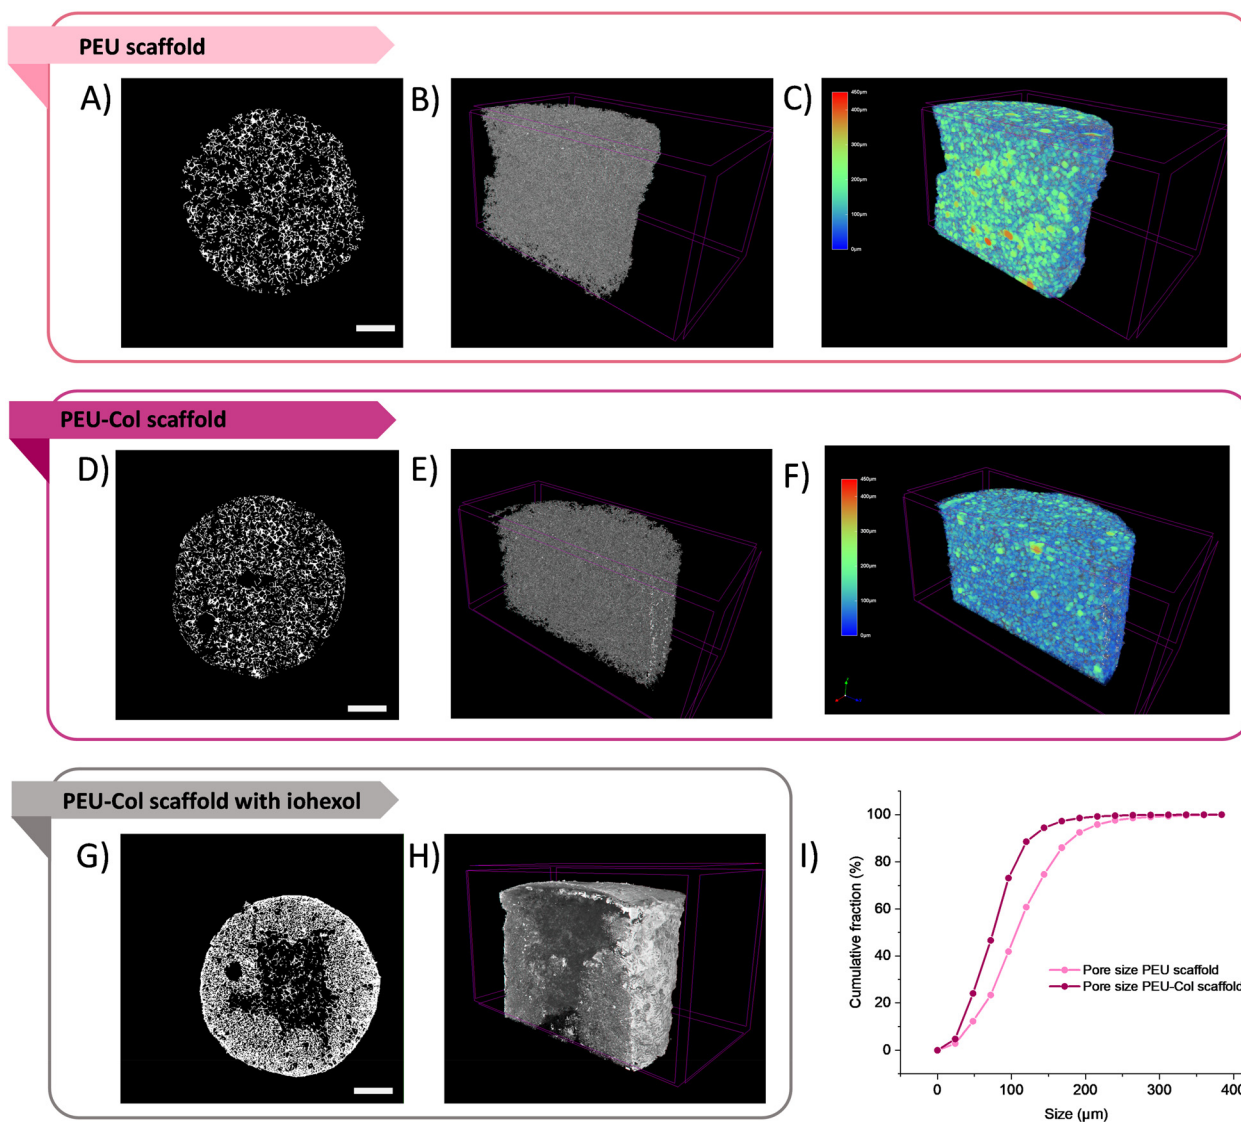 PEU scaffold
A)
B)
C)
450µm
400µm
300µm
200µm
100µm
0µm
PEU-Col scaffold
D)
E)
F)
450µm
400µm
300µm
200µm
100µm
0µm
PEU-Col scaffold with iohexol
G)
H)
I)
Cumulative fraction (%)
100
80
60
40
20
0
Pore size PEU scaffold
Pore size PEU-Col scaffold
0
100
200
300
400
Size (µm)